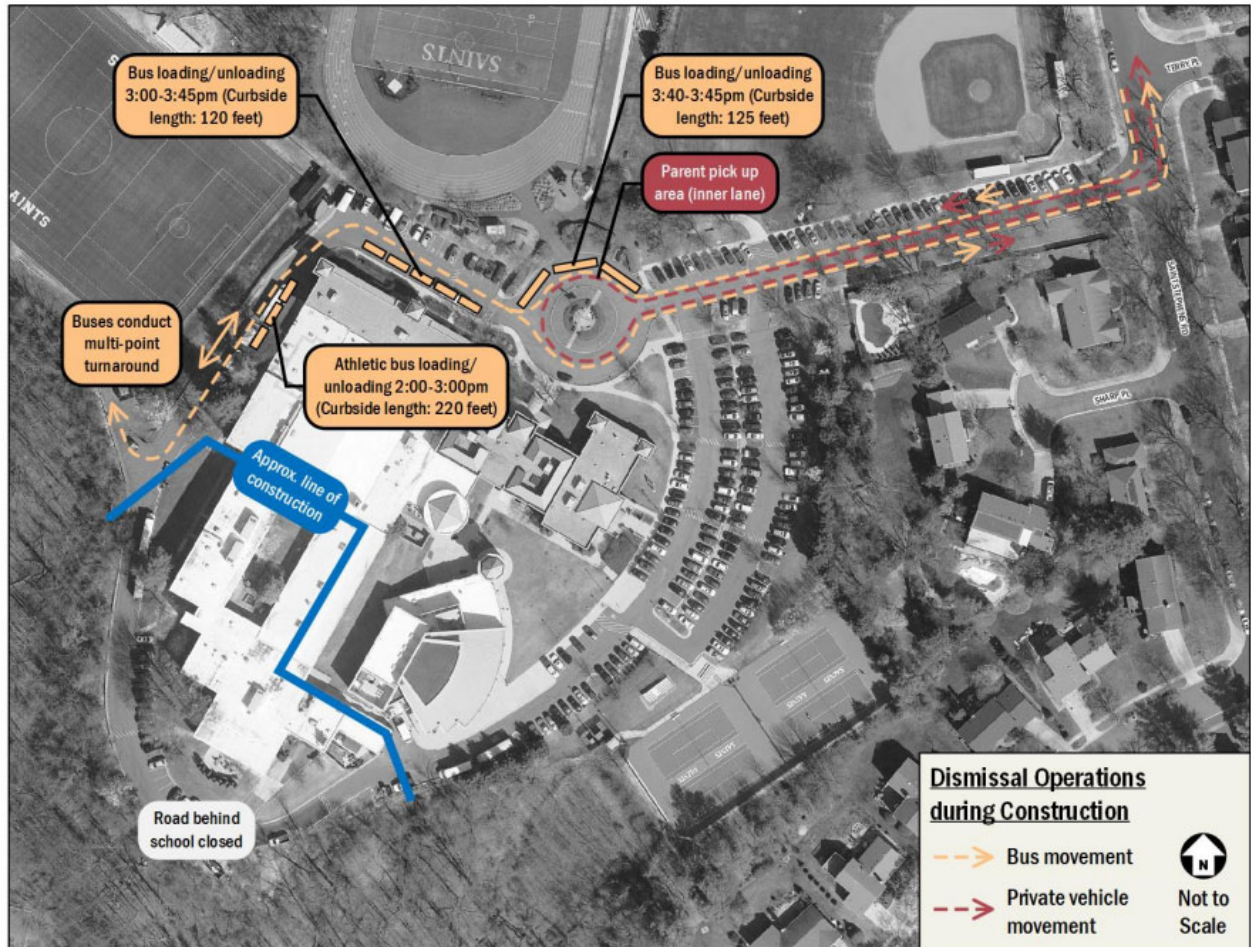 SAINTS
Bus loading/unloading
3:00-3:45pm (Curbside
length: 120 feet)
Bus loading/unloading
3:40-3:45pm (Curbside
length: 125 feet)
TERRY PL
Parent pick up
area (inner lane)
AINTS
Buses conduct
multi-point
turnaround
Athletic bus loading/
unloading 2:00-3:00pm
(Curbside length: 220 feet)
SAINT STEPHENS RD
SHARP PL
Approx. line of
construction
Road behind
school closed
Dismissal Operations
during Construction
Bus movement
Private vehicle
movement
N
Not to
Scale